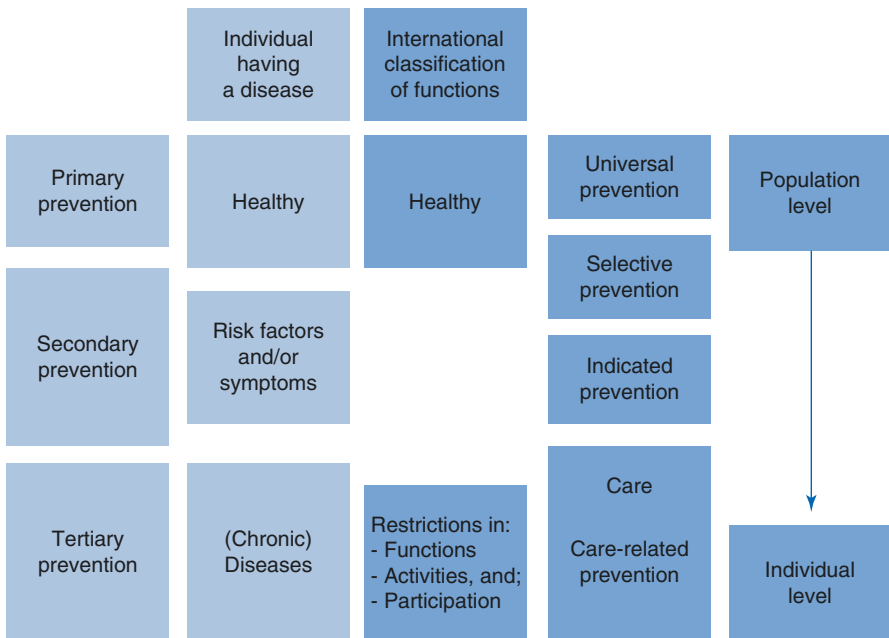 Individual
having
a disease
International
classification
of functions
Primary
prevention
Healthy
Healthy
Universal
prevention
Population
level
Selective
prevention
Secondary
prevention
Risk factors
and/or
symptoms
Indicated
prevention
Tertiary
prevention
(Chronic)
Diseases
Restrictions in:
- Functions
- Activities, and;
- Participation
Care
Care-related
prevention
Individual
level